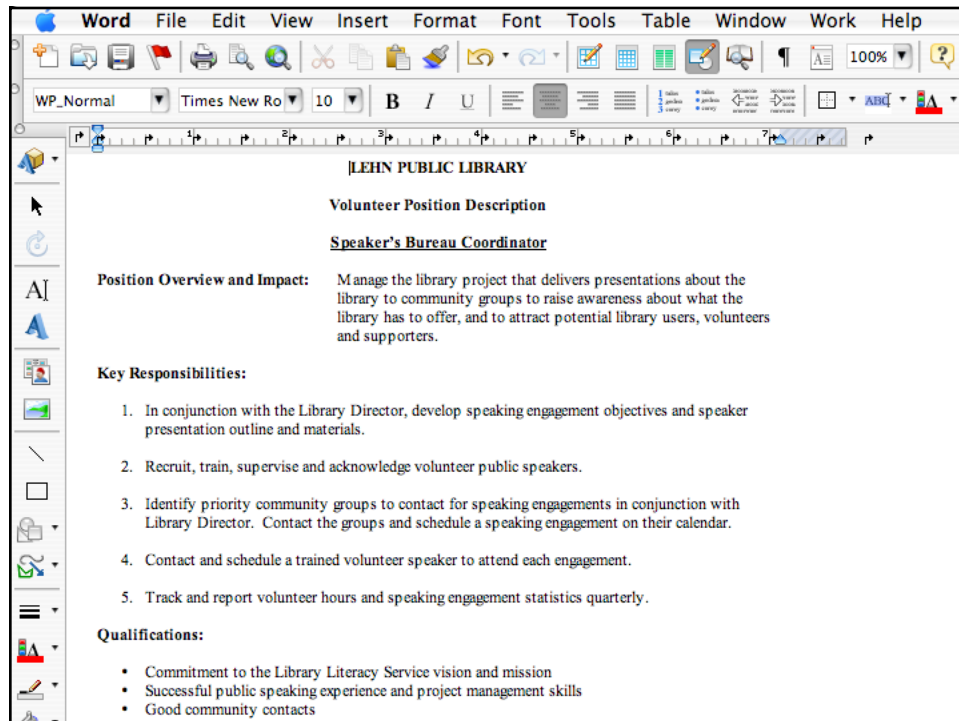 Word File Edit View Insert Format Font Tools Table Window Work Help
100%
WP_Normal Times New Ro 10 B I U ABC A
1 2 3 4 5 6 7
LEHN PUBLIC LIBRARY
Volunteer Position Description
Speaker's Bureau Coordinator
Position Overview and Impact: Manage the library project that delivers presentations about the
library to community groups to raise awareness about what the
library has to offer, and to attract potential library users, volunteers
and supporters.
Key Responsibilities:
1. In conjunction with the Library Director, develop speaking engagement objectives and speaker
presentation outline and materials.
2. Recruit, train, supervise and acknowledge volunteer public speakers.
3. Identify priority community groups to contact for speaking engagements in conjunction with
Library Director. Contact the groups and schedule a speaking engagement on their calendar.
4. Contact and schedule a trained volunteer speaker to attend each engagement.
5. Track and report volunteer hours and speaking engagement statistics quarterly.
Qualifications:
• Commitment to the Library Literacy Service vision and mission
• Successful public speaking experience and project management skills
• Good community contacts